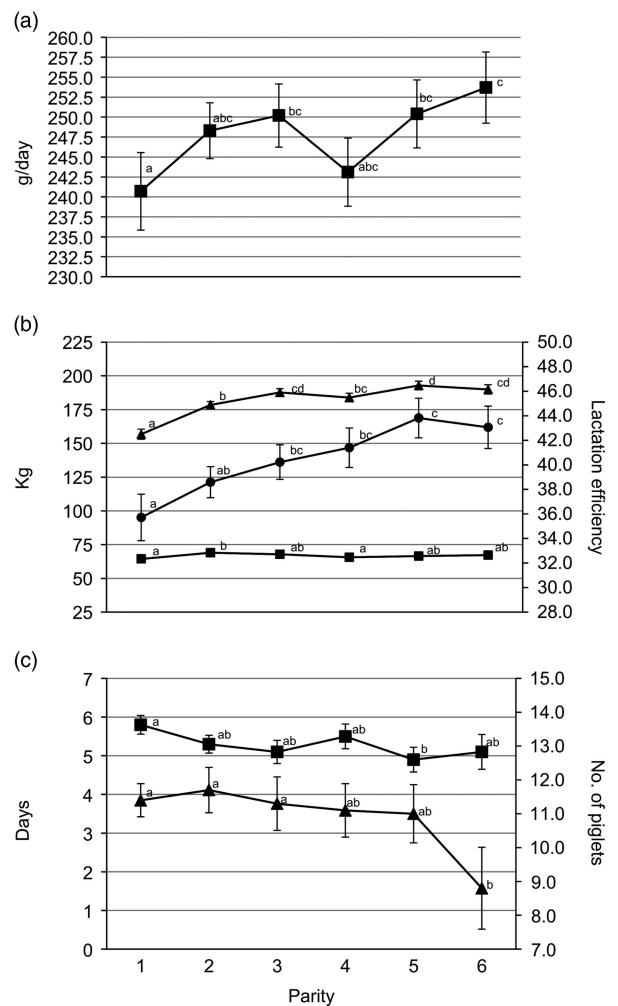 (a)
g/day
260.0
257.5
255.0
252.5
250.0
247.5
245.0
242.5
240.0
237.5
235.0
232.5
230.0
a
abc
bc
abc
bc
c
(b)
Kg
225
200
175
150
125
100
75
50
25
a
b
cd
bc
d
cd
a
ab
bc
bc
c
c
a
b
ab
a
ab
ab
50.0
48.0
46.0
44.0
42.0
40.0
38.0
36.0
34.0
32.0
30.0
28.0
Lactation efficiency
(c)
Days
7
6
5
4
3
2
1
0
a
ab
ab
ab
b
ab
a
a
a
ab
ab
b
15.0
14.0
13.0
12.0
11.0
10.0
9.0
8.0
7.0
No. of piglets
1 2 3 4 5 6
Parity